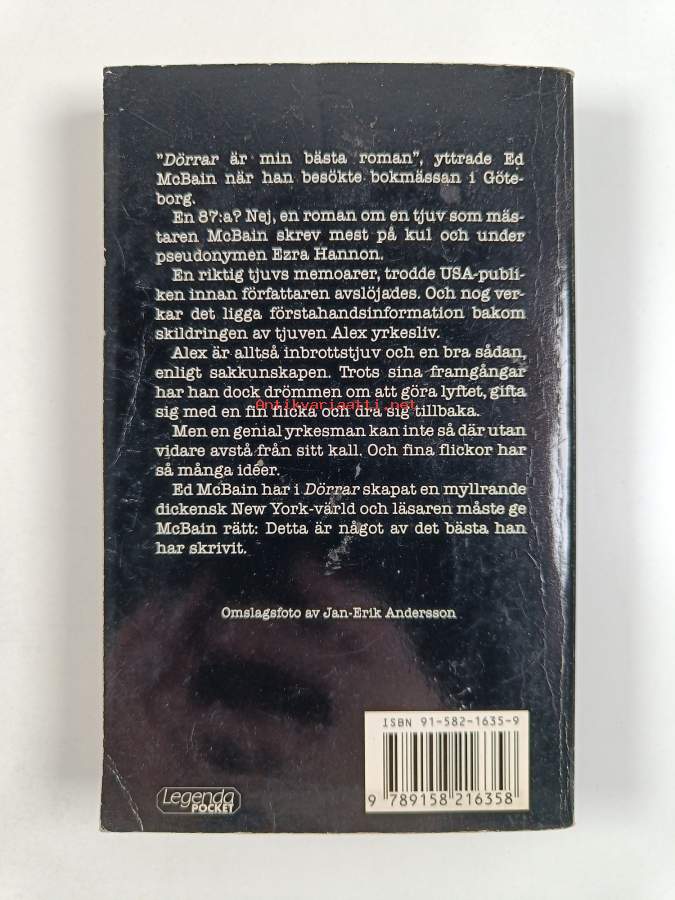 "Dörrar är min bästa roman", yttrade Ed
McBain när han besökte bokmässan i Göte-
borg.
En 87:a? Nej, en roman om en tjuv som mäs-
taren McBain skrev mest på kul och under
pseudonymen Ezra Hannon.
En riktig tjuvs memoarer, trodde USA-publi-
ken innan författaren avslöjades. Och nog ver-
kar det ligga förstahandsinformation bakom
skildringen av tjuven Alex yrkesliv.
Alex är alltså inbrottstjuv och en bra sådan,
enligt sakkunskapen. Trots sina framgångar
har han dock drömmen om att göra lyftet, gifta
Antikvariaatti.net
sig med en fin flicka och dra sig tillbaka.
Men en genial yrkesman kan inte så där utan
vidare avstå från sitt kall. Och fina flickor har
så många idéer.
Ed McBain har i Dörrar skapat en myllrande
dickensk New York-värld och läsaren måste ge
McBain rätt: Detta är något av det bästa han
har skrivit.
Omslagsfoto av Jan-Erik Andersson
ISBN 91-582-1635-9
9 789158 216358
Legenda
POCKET